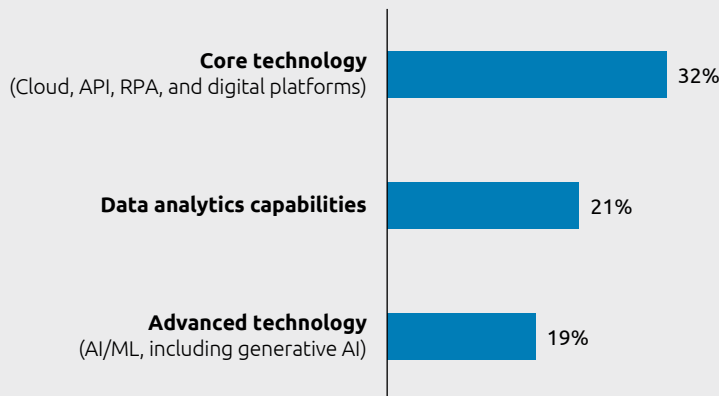 Core technology
(Cloud, API, RPA, and digital platforms)
32%
Data analytics capabilities
21%
Advanced technology
(AI/ML, including generative AI)
19%